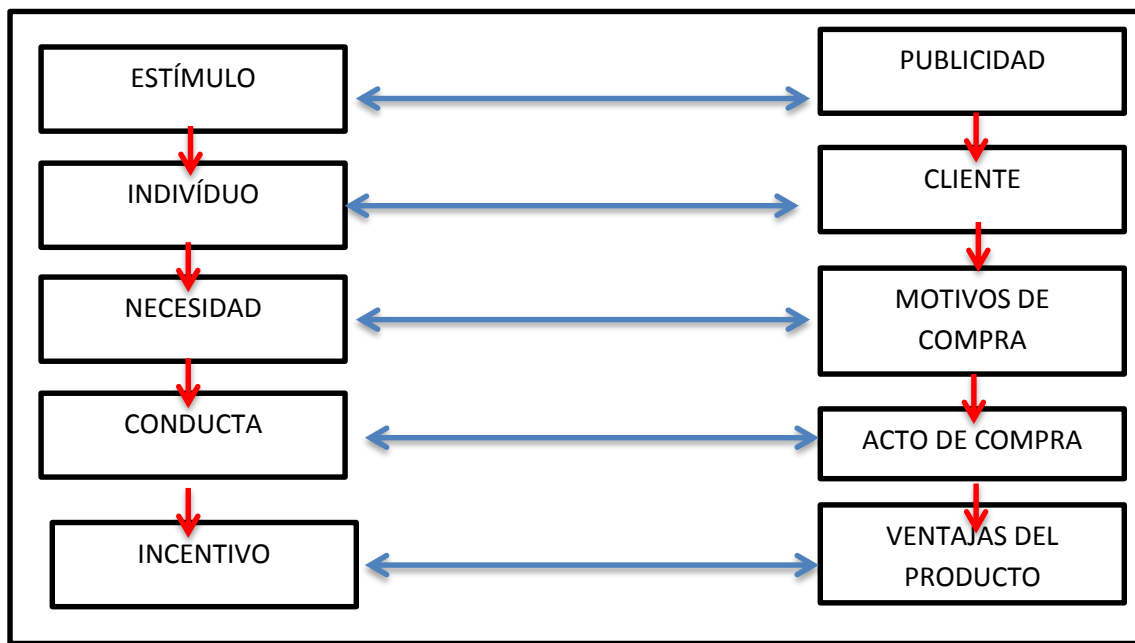 ESTÍMULO
PUBLICIDAD
INDIVÍDUO
CLIENTE
NECESIDAD
MOTIVOS DE
COMPRA
CONDUCTA
ACTO DE COMPRA
INCENTIVO
VENTAJAS DEL
PRODUCTO